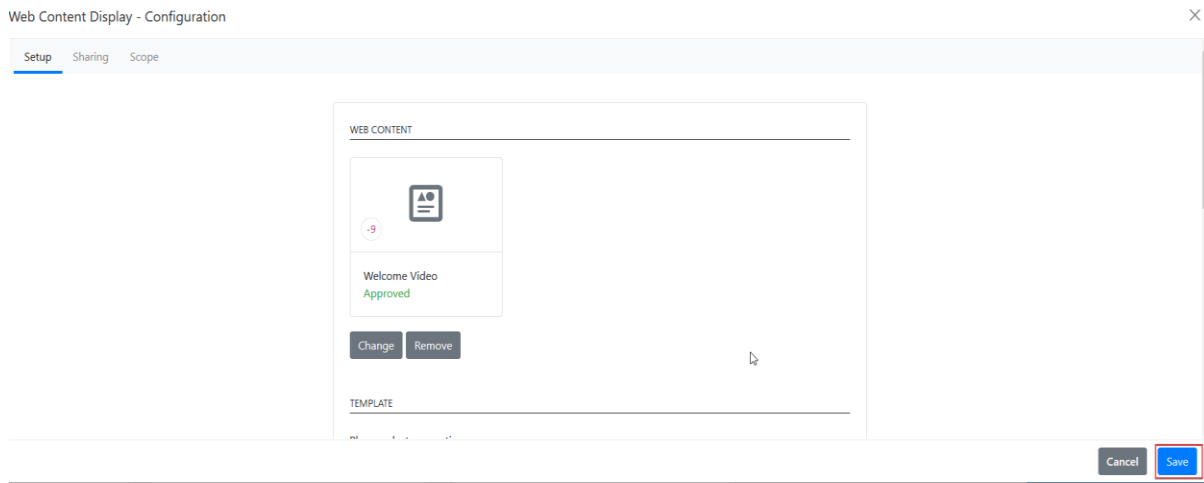 Web Content Display - Configuration
Setup Sharing Scope
WEB CONTENT
-9
Welcome Video
Approved
Change Remove
TEMPLATE
Cancel Save